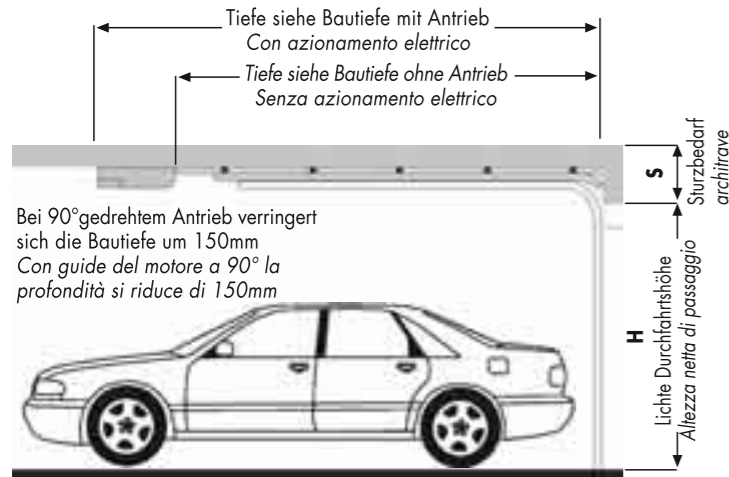 Tiefe siehe Bautiefe mit Antrieb
Con azionamento elettrico
Tiefe siehe Bautiefe ohne Antrieb
Senza azionamento elettrico
S
Sturzbedarf
architrave
Bei 90°gedrehtem Antrieb verringert
sich die Bautiefe um 150mm
Con guide del motore a 90° la
profondità si riduce di 150mm
H
Lichte Durchfahrtshöhe
Altezza netta di passaggio